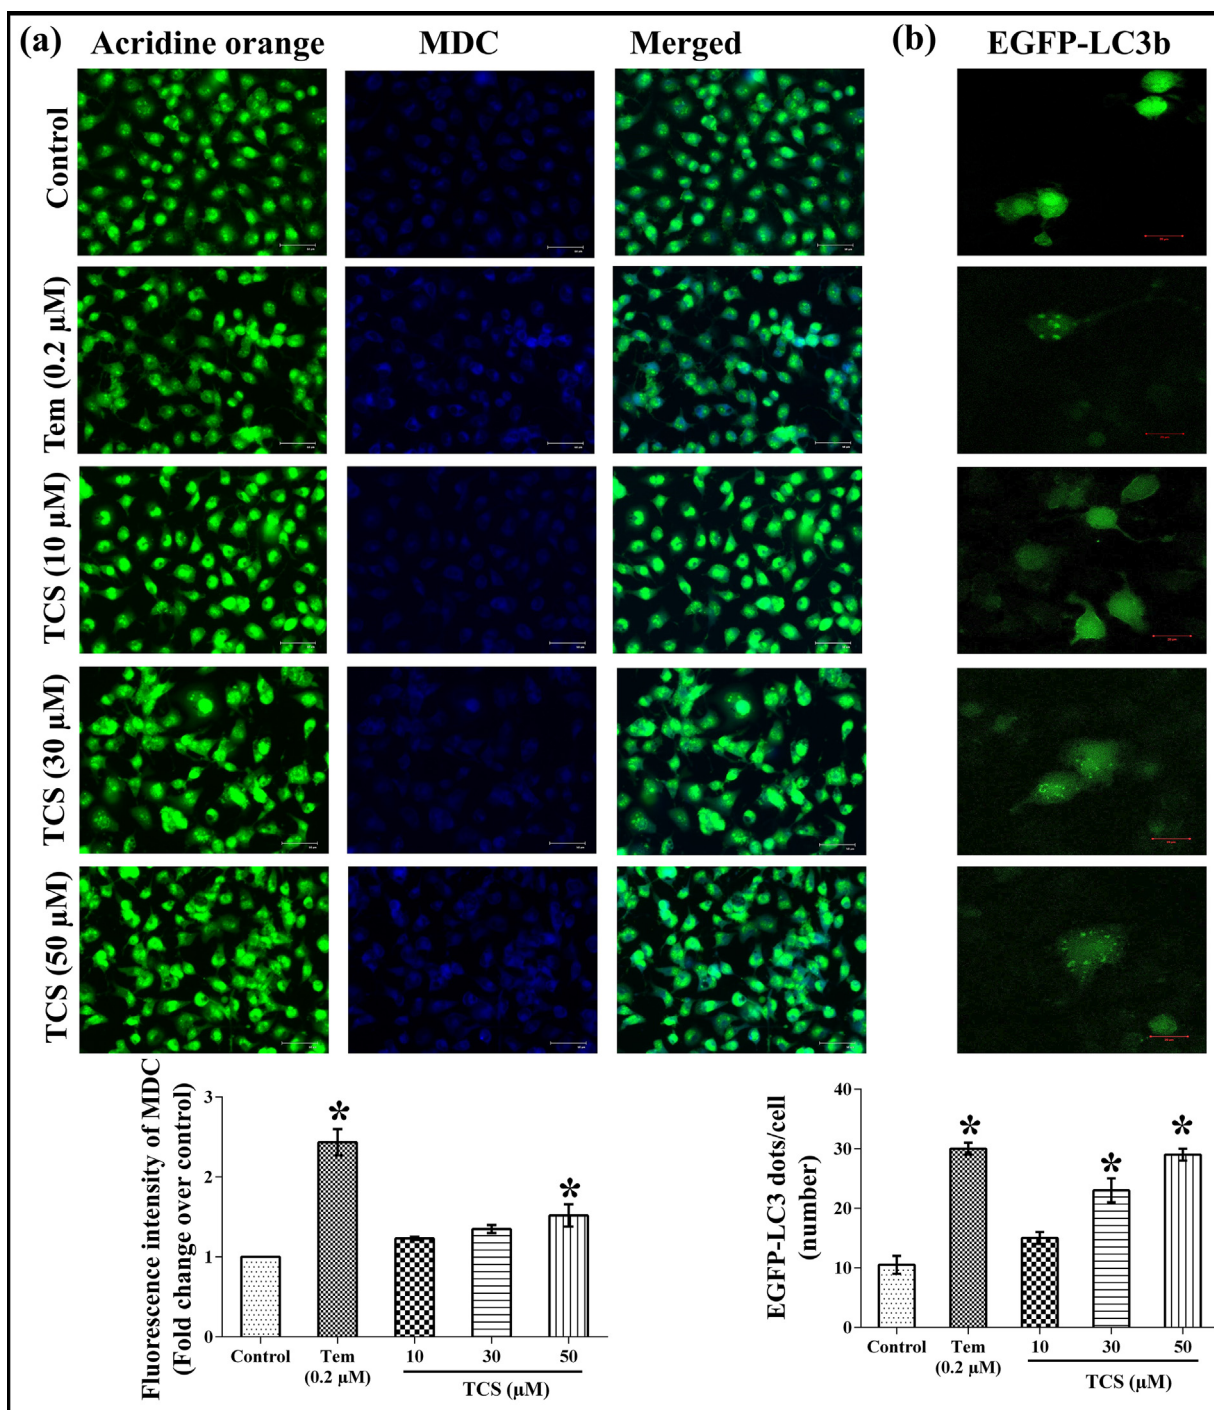 (a) Acridine orange MDC Merged (b) EGFP-LC3b
Control
Tem (0.2 µM)
TCS (10 µM)
TCS (30 µM)
TCS (50 µM)
Fluorescence intensity of MDC
(Fold change over control)
3
2
1
0
Control Tem 10 30 50
(0.2 µM)
TCS (µM)
* *
EGFP-LC3 dots/cell
(number)
40
30
20
10
0
Control Tem 10 30 50
(0.2 µM)
TCS (µM)
* * *